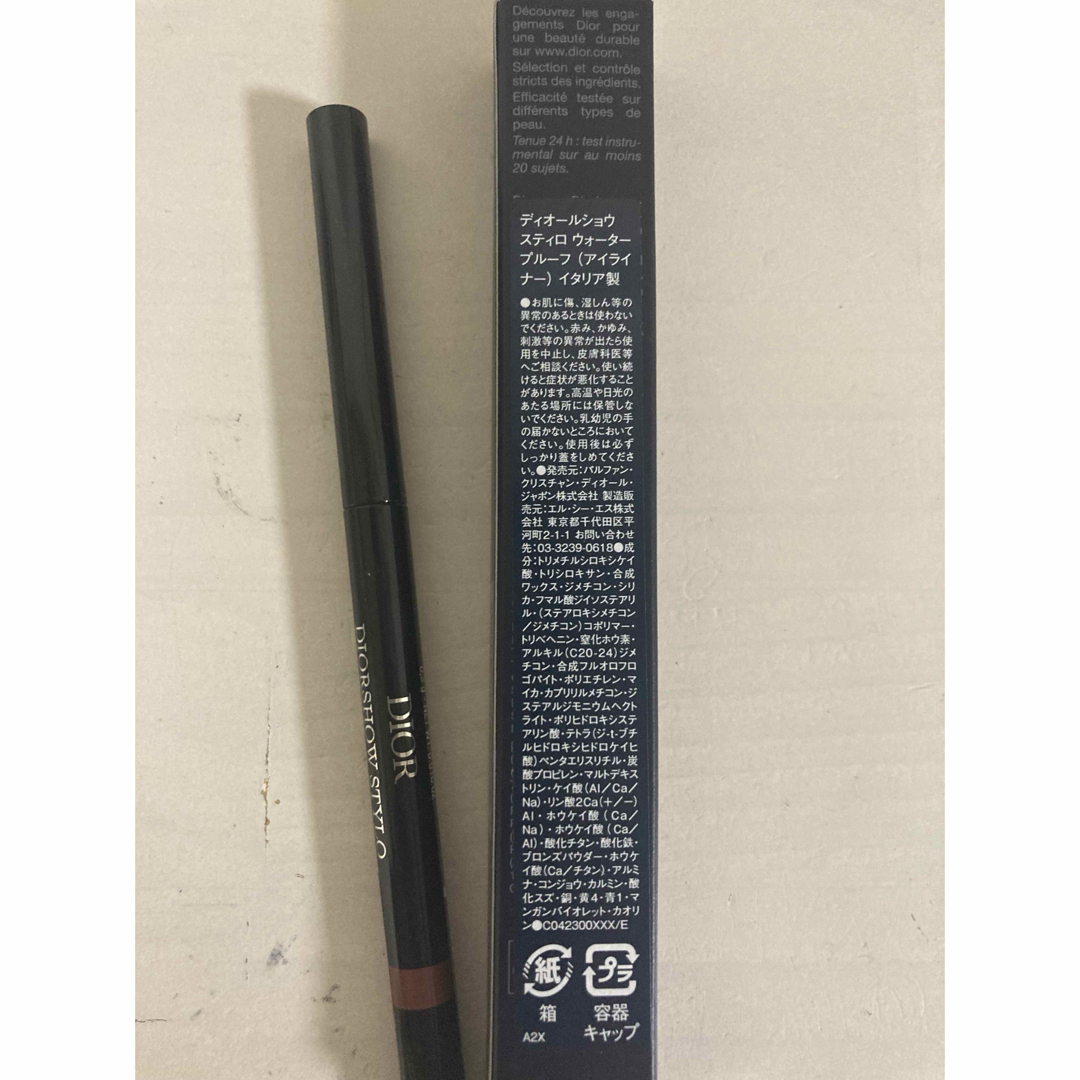 Découvrez les enga-
gements Dior pour
une beauté durable
sur www.dior.com.
Sélection et contrôle
stricts des ingrédients.
Efficacité testée sur
différents types de
peau.
Tenue 24 h : test instru-
mental sur au moins
20 sujets.
ディオールショウ
スティロ ウォーター
プルーフ（アイライ
ナー）イタリア製
●お肌に傷、湿しん等の
異常のあるときは使わない
でください。赤み、かゆみ、
刺激等の異常が出たら使
用を中止し、皮膚科医等
へご相談ください。使い続
けると症状が悪化すること
があります。高温や日光の
あたる場所には保管しな
いでください。乳幼児の手
の届かないところにおいて
ください。使用後は必ず
しっかり蓋をしめてくださ
い。●発売元：パルファン・
クリスチャン・ディオール・
ジャポン株式会社 製造販
売元：エル・シー・エス株式
会社 東京都千代田区平
河町2-1-1 お問い合わせ
先：03-3239-0618●成
分：トリメチルシロキシケイ
酸・トリシロキサン・合成
ワックス・ジメチコン・シリ
カ・フマル酸ジイソステアリ
ル・（ステアロキシメチコン
／ジメチコン）コポリマー・
トリベヘニン・窒化ホウ素・
アルキル（C20-24）ジメ
チコン・合成フルオロフロ
ゴパイト・ポリエチレン・マ
イカ・カプリリルメチコン・ジ
ステアルジモニウムヘクト
ライト・ポリヒドロキシステ
アリン酸・テトラ（ジ-t-ブチ
ルヒドロキシヒドロケイヒ
酸）ペンタエリスリチル・炭
酸プロピレン・マルトデキス
トリン・ケイ酸（Al／Ca／
Na）・リン酸2Ca（＋／－）
Al・ホウケイ酸（Ca／
Na）・ホウケイ酸（Ca／
Al）・酸化チタン・酸化鉄・
ブロンズパウダー・ホウケ
イ酸（Ca／チタン）・アルミ
ナ・コンジョウ・カルミン・酸
化スズ・銅・黄4・青1・マ
ンガンバイオレット・カオリ
ン●C042300XXX/E
紙 プラ
箱 容器
キャップ
A2X
DIOR
DIORSHOW STYLO